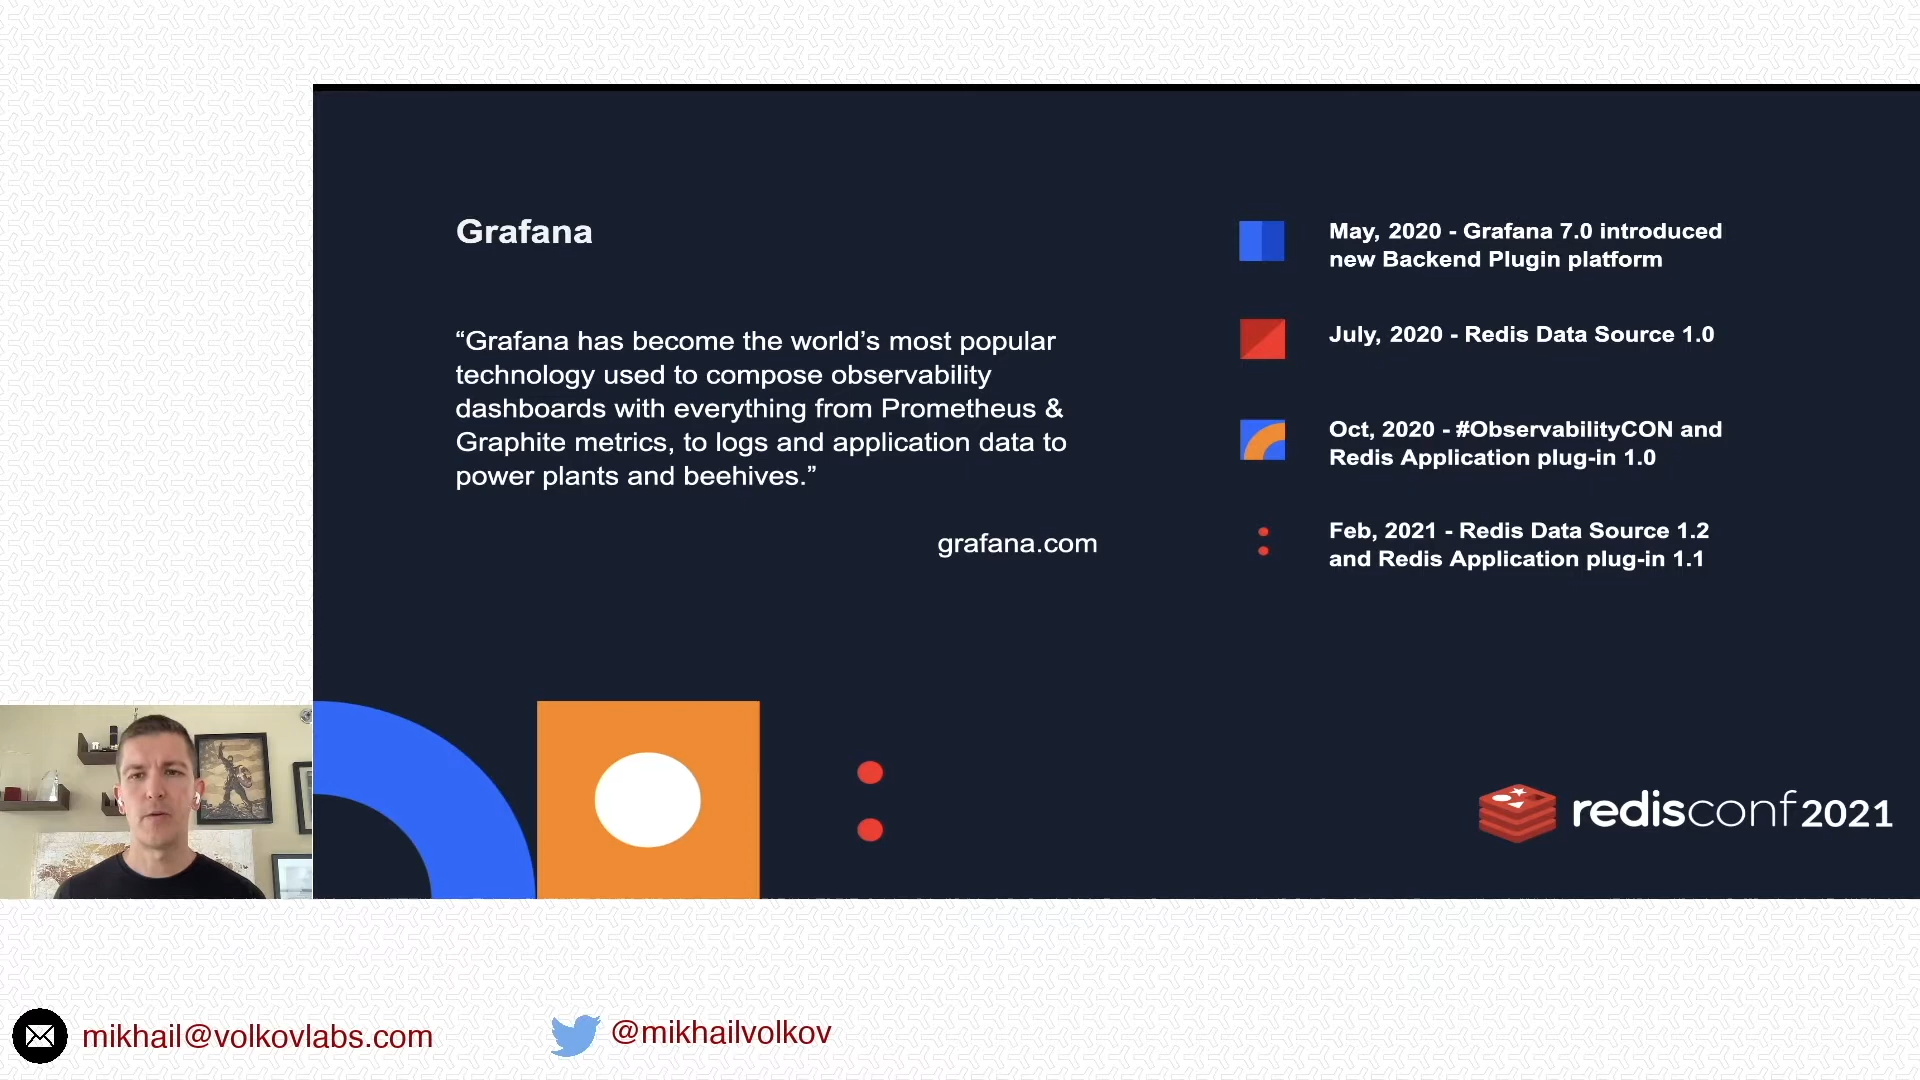 Grafana
“Grafana has become the world’s most popular
technology used to compose observability
dashboards with everything from Prometheus &
Graphite metrics, to logs and application data to
power plants and beehives.”
grafana.com
May, 2020 - Grafana 7.0 introduced
new Backend Plugin platform
July, 2020 - Redis Data Source 1.0
Oct, 2020 - #ObservabilityCON and
Redis Application plug-in 1.0
Feb, 2021 - Redis Data Source 1.2
and Redis Application plug-in 1.1
redisconf 2021
mikhail@volkovlabs.com
@mikhailvolkov